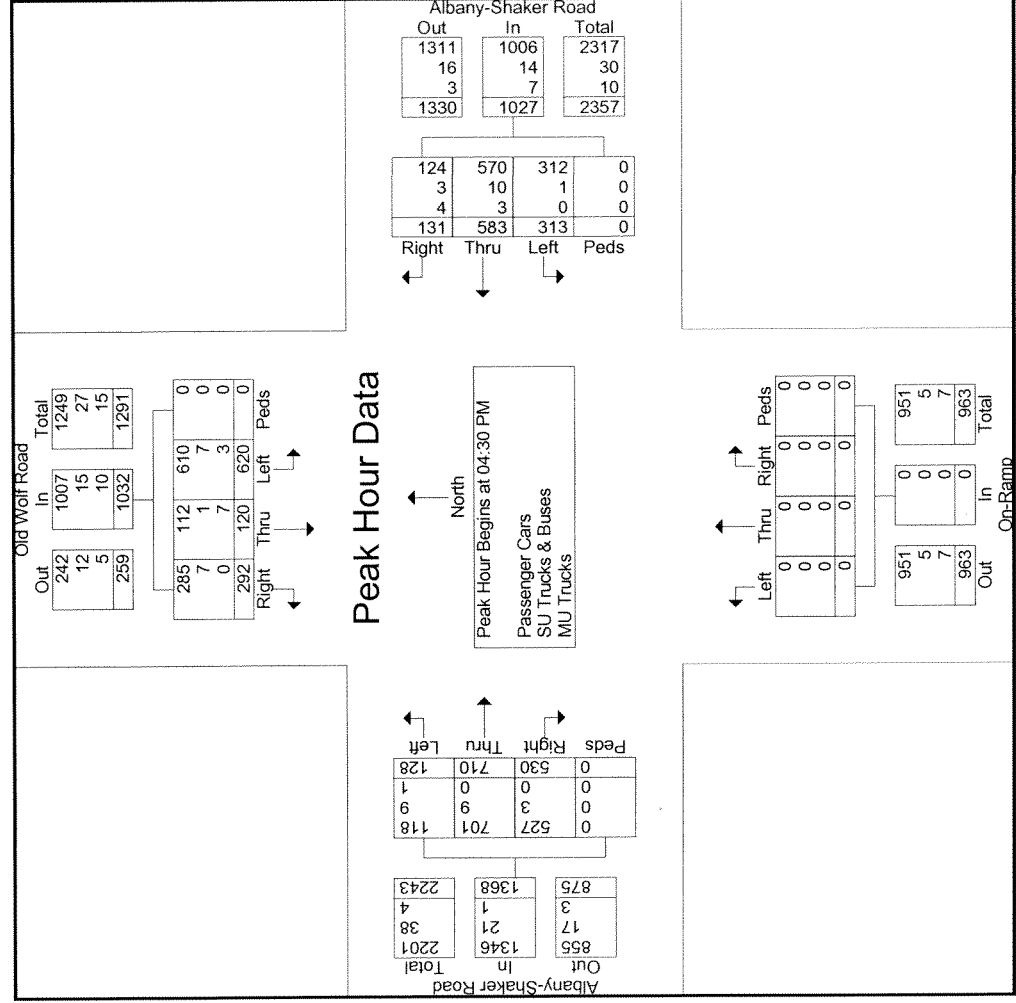 Albany-Shaker Road
Out In Total
1311 1006 2317
16 14 30
3 7 10
1330 1027 2357
124 570 312 0
3 10 1 0
4 3 0 0
131 583 313 0
Right Thru Left Peds
Old Wolf Road
Out In Total
242 1007 1249
12 15 27
5 10 15
259 1032 1291
285 112 610 0
7 1 7 0
0 7 3 0
292 120 620 0
Right Thru Left Peds
Peak Hour Data
North
Peak Hour Begins at 04:30 PM
Passenger Cars
SU Trucks & Buses
MU Trucks
Left Thru Right Peds
0 0 0 0
0 0 0 0
0 0 0 0
0 0 0 0
951 0 951
5 0 5
7 0 7
963 0 963
Out In Total
On-Ramp
Left Thru Right Peds
128 710 530 0
1 0 0 0
9 9 3 0
118 701 527 0
2243 1368 875
4 1 3
38 21 17
2201 1346 855
Total In Out
Albany-Shaker Road